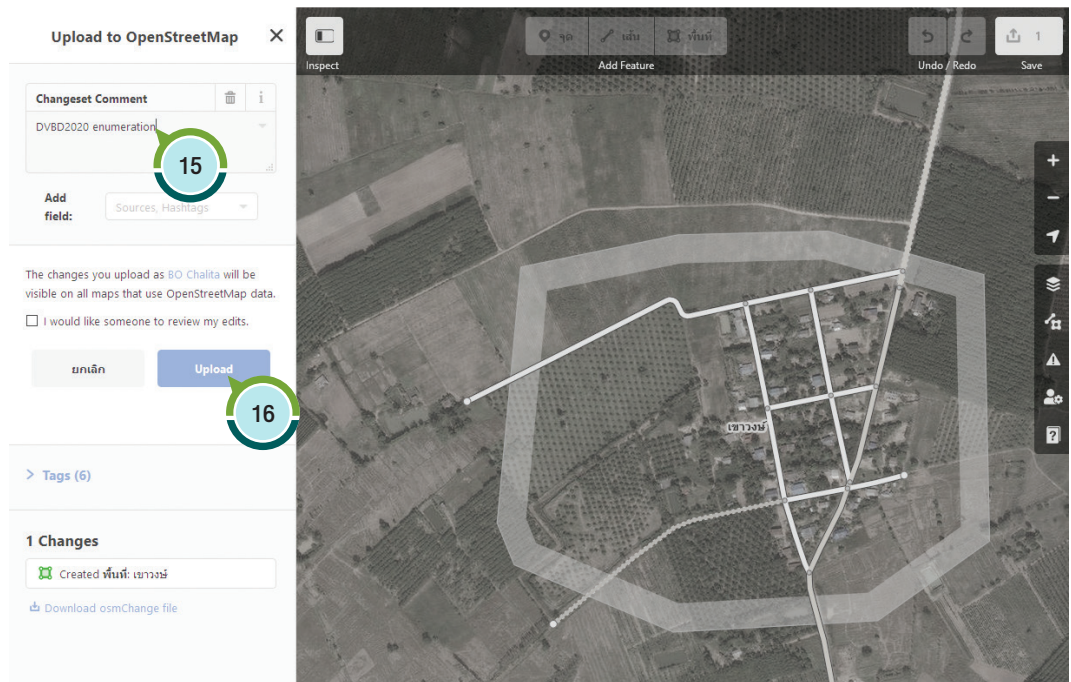 Upload to OpenStreetMap
Changeset Comment
DVBD2020 enumeration
15
Add field:
Sources, Hashtags
The changes you upload as BO Chalita will be
visible on all maps that use OpenStreetMap data.
I would like someone to review my edits.
ยกเลิก
Upload
16
Tags (6)
1 Changes
Created พื้นที่: เขาวงษ์
Download osmChange file
Inspect
จุด
เส้น
พื้นที่
Add Feature
Undo / Redo
1
Save
เขาวงษ์